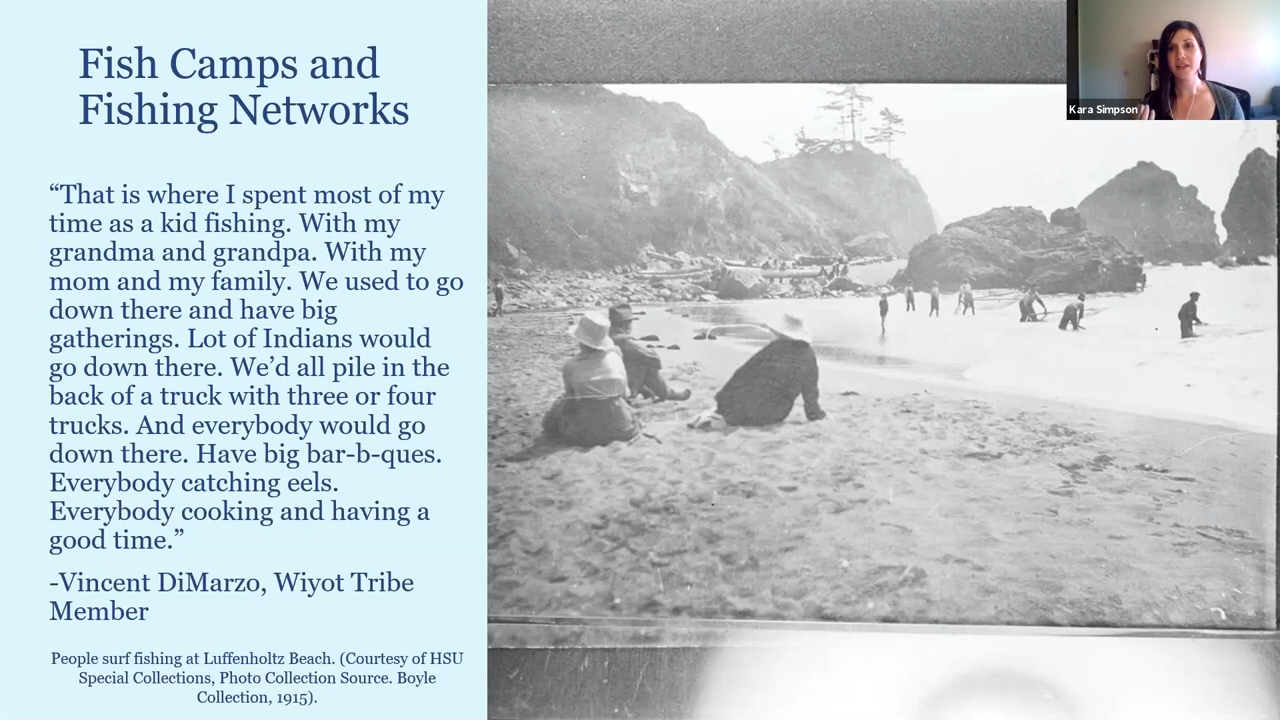 Fish Camps and
Fishing Networks
“That is where I spent most of my
time as a kid fishing. With my
grandma and grandpa. With my
mom and my family. We used to go
down there and have big
gatherings. Lot of Indians would
go down there. We’d all pile in the
back of a truck with three or four
trucks. And everybody would go
down there. Have big bar-b-ques.
Everybody catching eels.
Everybody cooking and having a
good time.”
-Vincent DiMarzo, Wiyot Tribe
Member
People surf fishing at Luffenholtz Beach. (Courtesy of HSU
Special Collections, Photo Collection Source. Boyle
Collection, 1915).
Kara Simpson